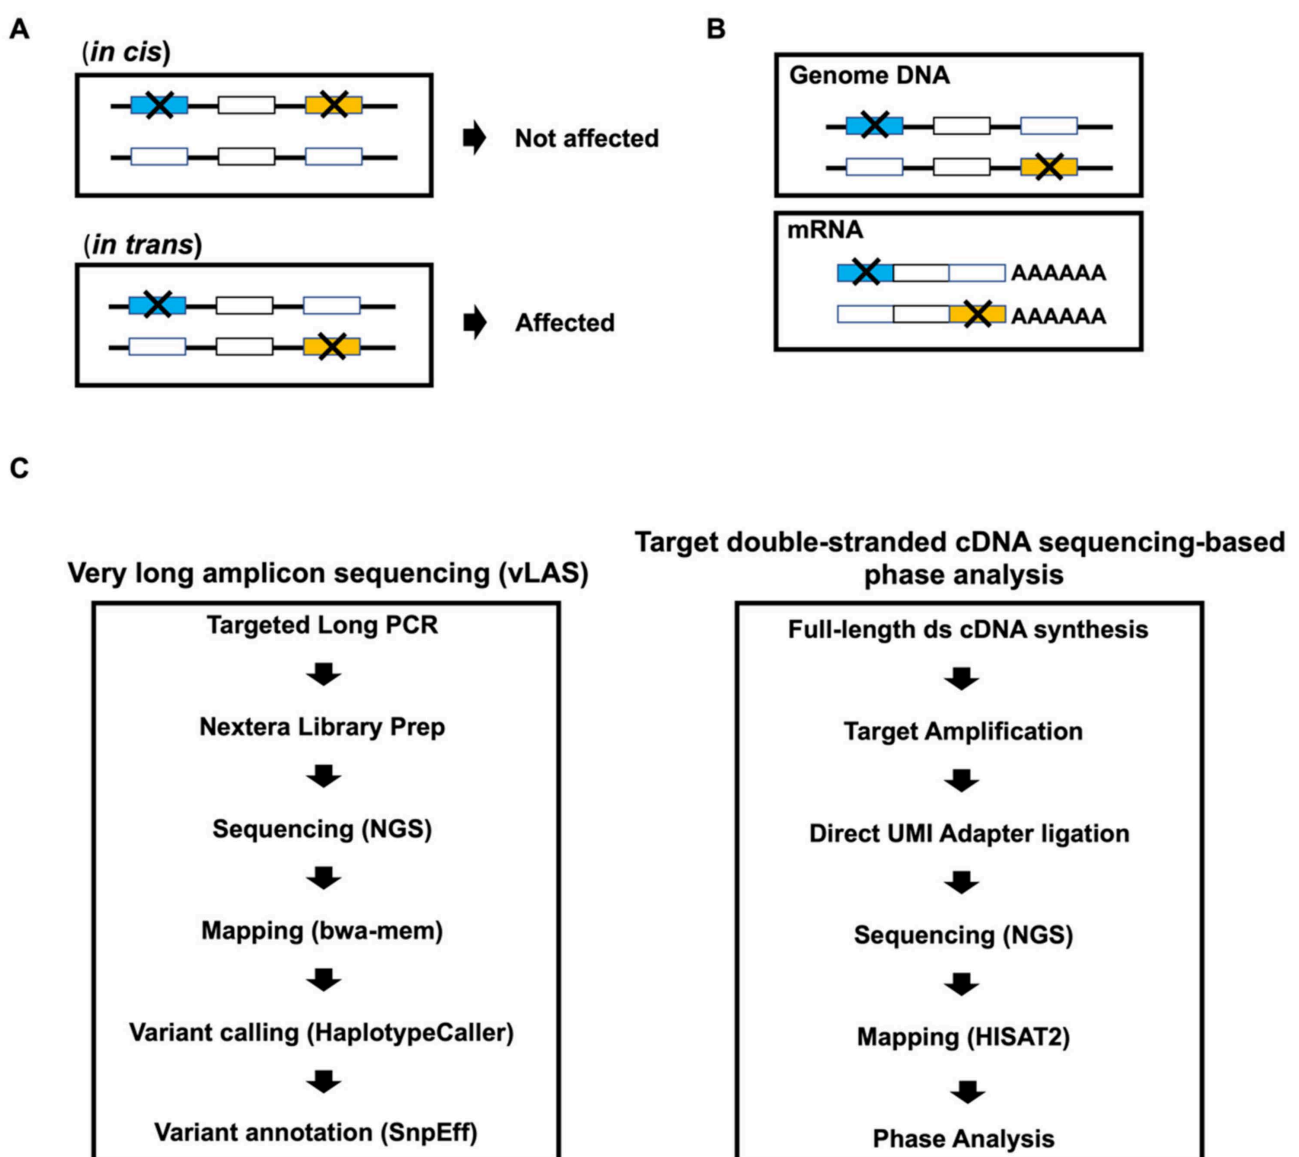 A
(in cis)
Not affected
(in trans)
Affected
B
Genome DNA
mRNA
AAAAAA
AAAAAA
C
Very long amplicon sequencing (vLAS)
Targeted Long PCR
Nextera Library Prep
Sequencing (NGS)
Mapping (bwa-mem)
Variant calling (HaplotypeCaller)
Variant annotation (SnpEff)
Target double-stranded cDNA sequencing-based
phase analysis
Full-length ds cDNA synthesis
Target Amplification
Direct UMI Adapter ligation
Sequencing (NGS)
Mapping (HISAT2)
Phase Analysis